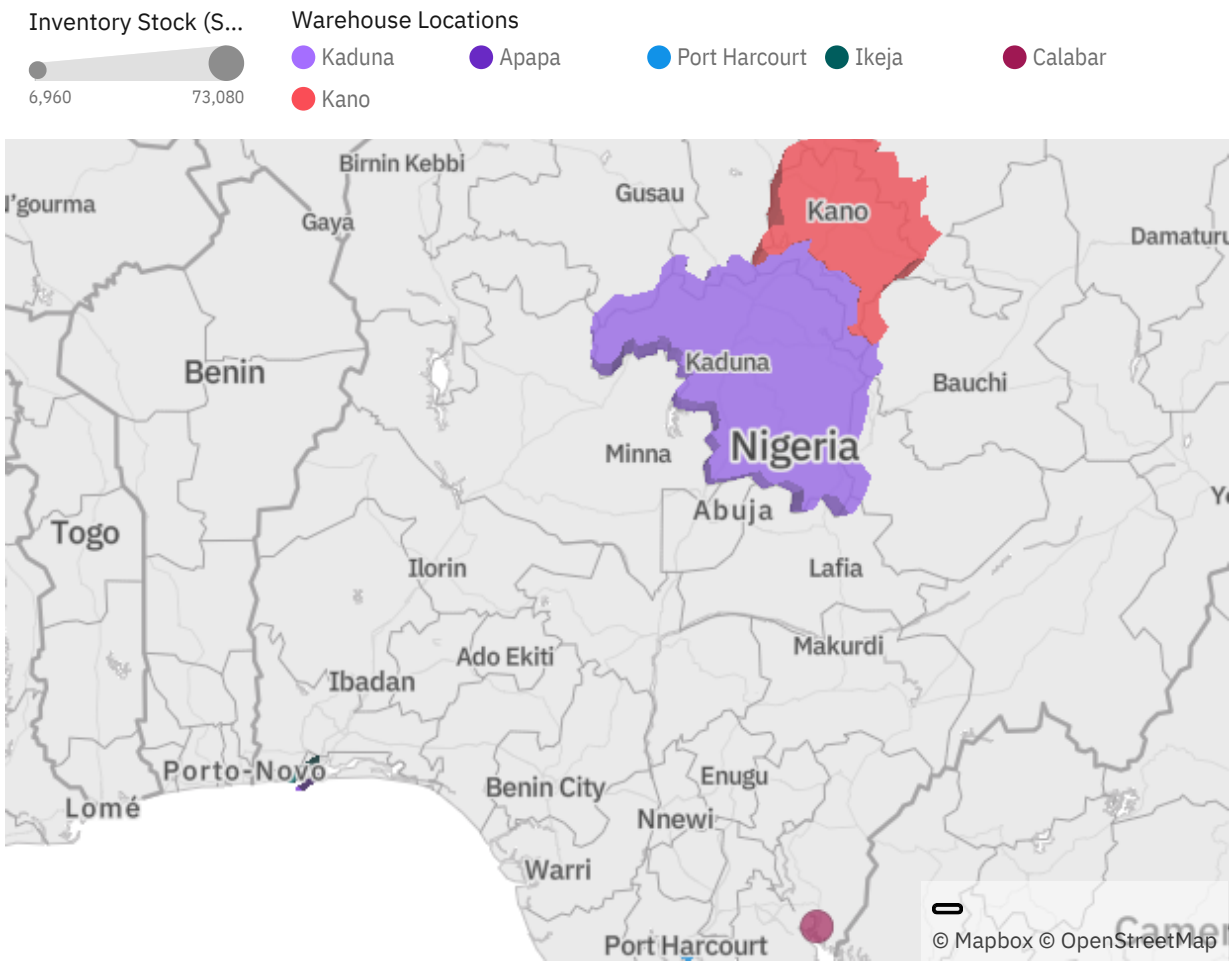 Inventory Stock (S...
Warehouse Locations
Kaduna
Apapa
Port Harcourt
Ikeja
Calabar
6,960
73,080
Kano
Birnin Kebbi
Gusau
Kano
Gaya
Damaturu
Benin
Kaduna
Bauchi
Nigeria
Minna
Abuja
Togo
Ilorin
Lafia
Makurdi
Ado Ekiti
Ibadan
Porto-Novo
Enugu
Benin City
Lomé
Nnewi
Warri
Port Harcourt
© Mapbox © OpenStreetMap